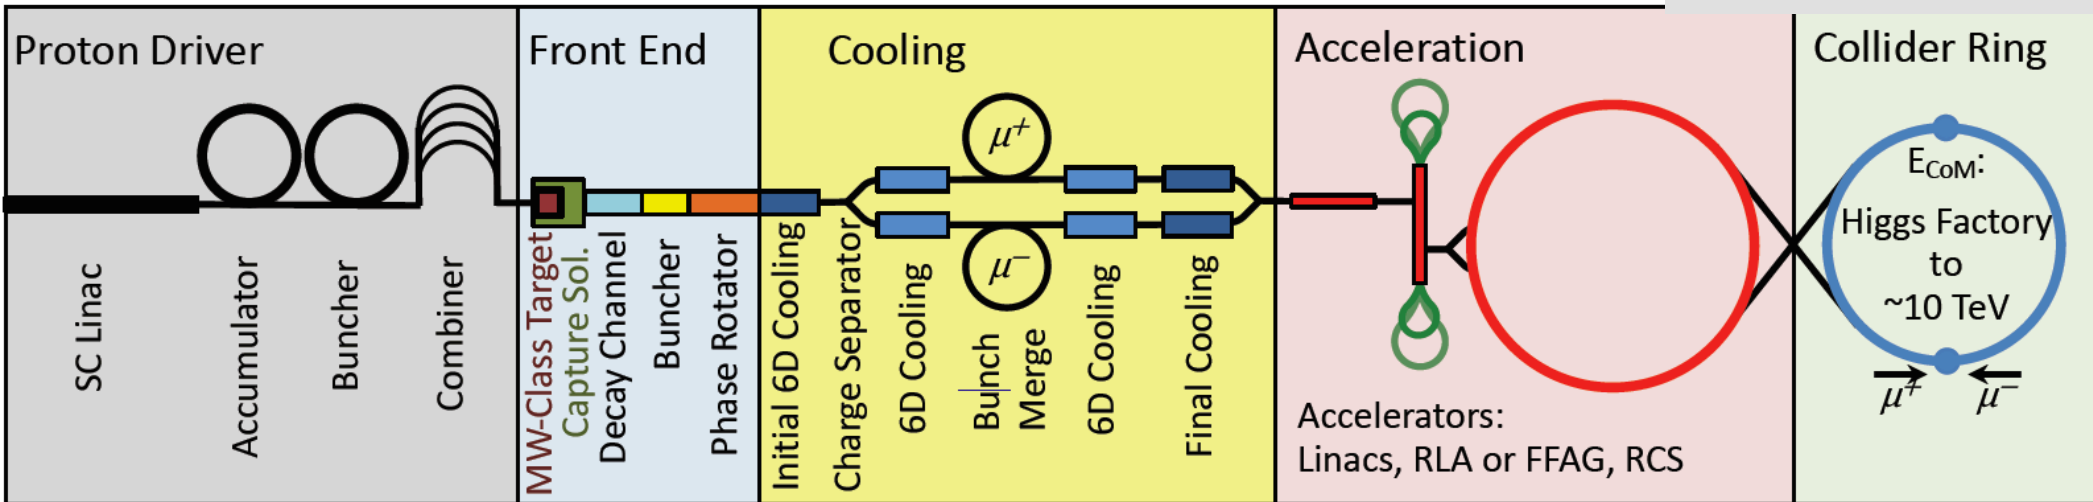 Proton Driver
SC Linac
Accumulator
Buncher
Combiner
Front End
MW-Class Target
Capture Sol.
Decay Channel
Buncher
Phase Rotator
Cooling
Initial 6D Cooling
Charge Separator
6D Cooling
μ+
μ−
Bunch
Merge
6D Cooling
Final Cooling
Acceleration
Accelerators:
Linacs, RLA or FFAG, RCS
Collider Ring
ECoM:
Higgs Factory
to
~10 TeV
μ+ μ−